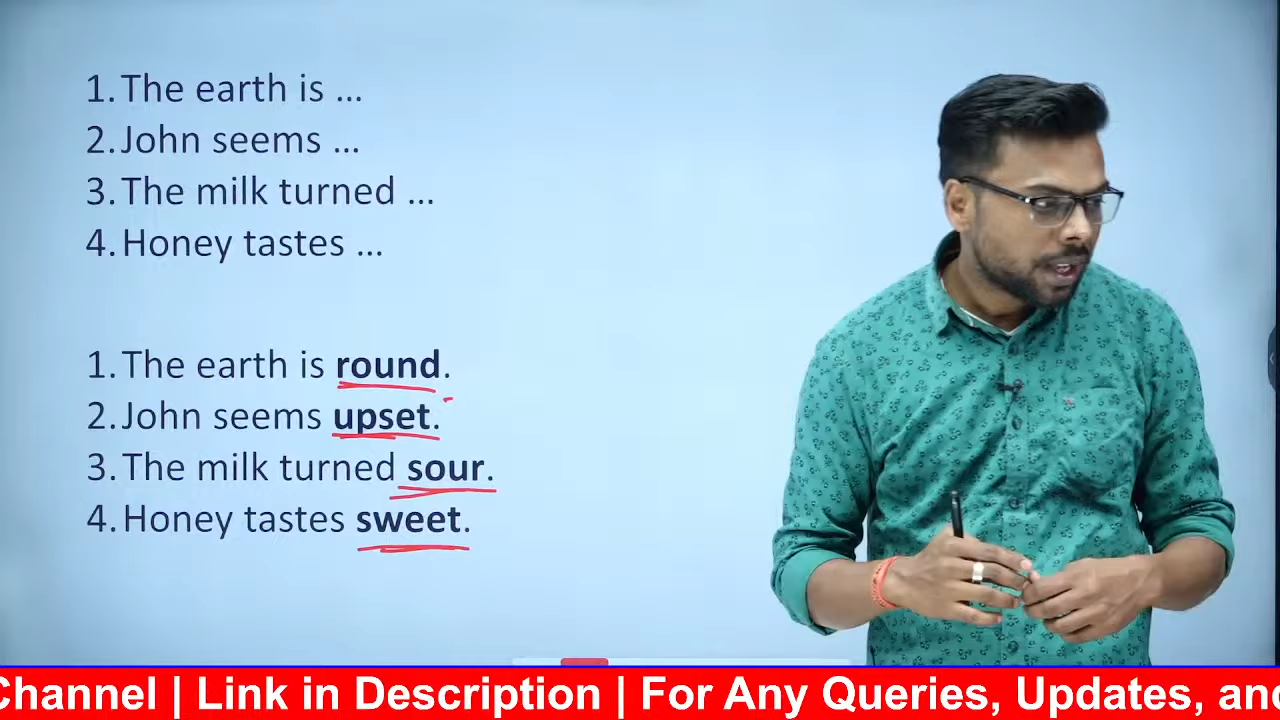 1. The earth is ...
2. John seems ...
3. The milk turned ...
4. Honey tastes ...
1. The earth is round.
2. John seems upset.
3. The milk turned sour.
4. Honey tastes sweet.
Channel | Link in Description | For Any Queries, Updates, and